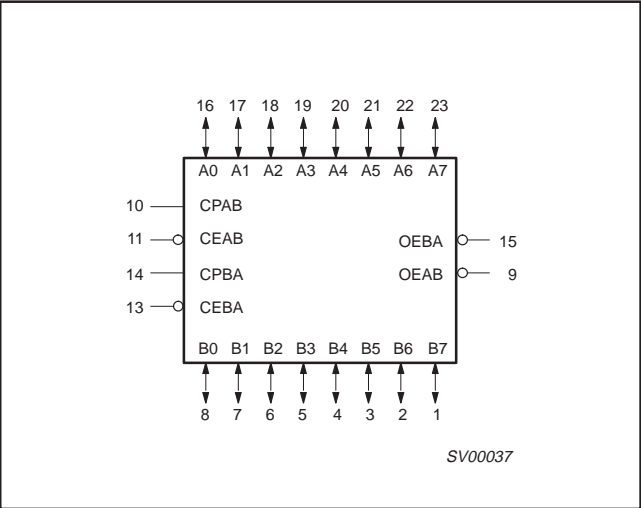 16 17 18 19 20 21 22 23
A0 A1 A2 A3 A4 A5 A6 A7
10 CPAB
11 CEAB OEBA 15
14 CPBA OEAB 9
13 CEBA
B0 B1 B2 B3 B4 B5 B6 B7
8 7 6 5 4 3 2 1
SV00037